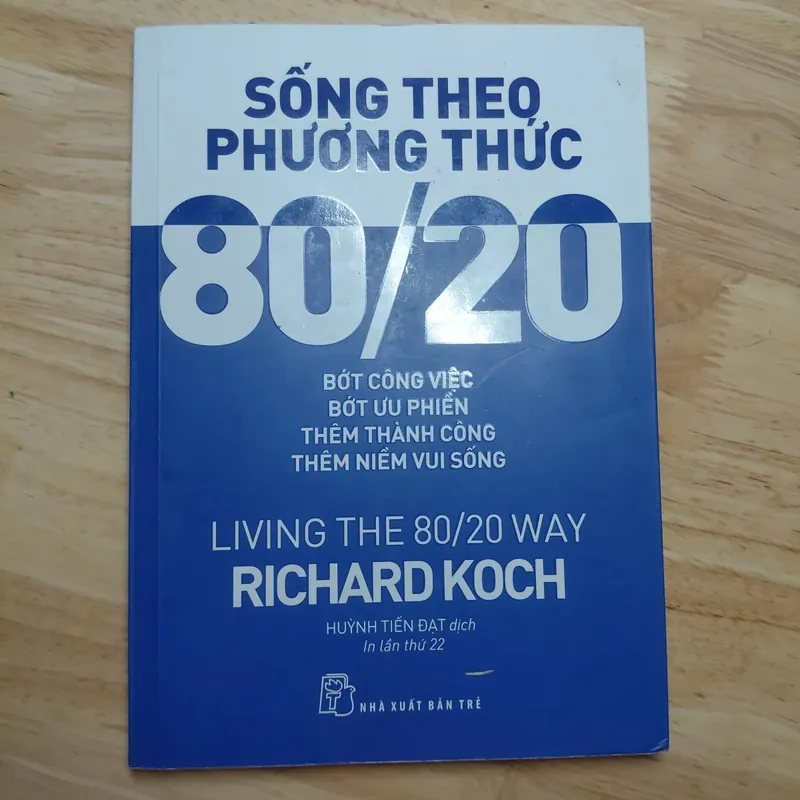 SỐNG THEO
PHƯƠNG THỨC
80/20
BỚT CÔNG VIỆC
BỚT ƯU PHIỀN
THÊM THÀNH CÔNG
THÊM NIỀM VUI SỐNG
LIVING THE 80/20 WAY
RICHARD KOCH
HUỲNH TIẾN ĐẠT dịch
In lần thứ 22
T
NHÀ XUẤT BẢN TRẺ